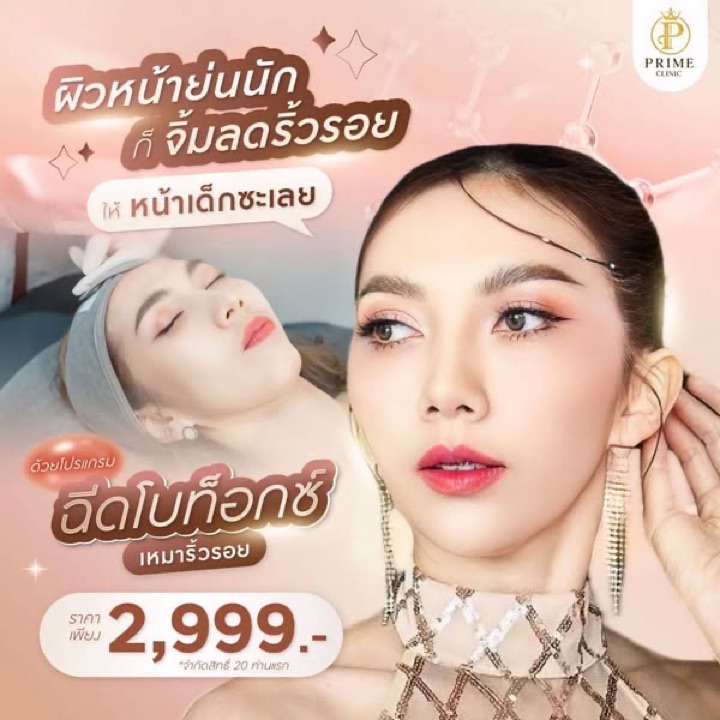 PRIME
CLINIC
ผิวหน้าย่นนัก
ก็ จิ้มลดริ้วรอย
ให้ หน้าเด็กซะเลย
ด้วยโปรแกรม
ฉีดโบท็อกซ์
เหมาริ้วรอย
ราคา
เพียง 2,999.-
*จำกัดสิทธิ์ 20 ท่านแรก